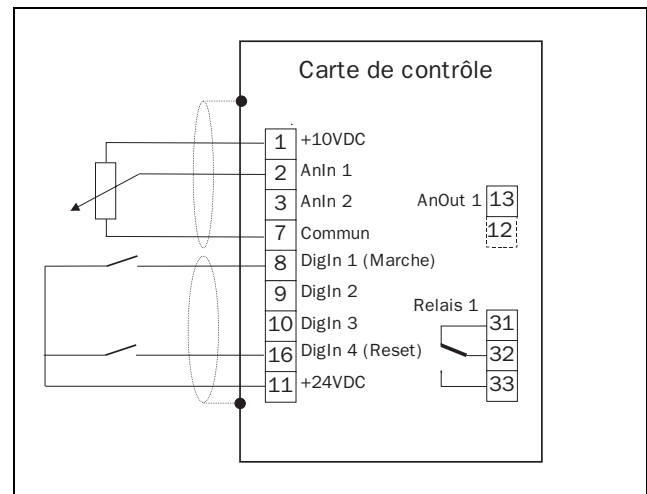 Carte de contrôle
1 +10VDC
2 AnIn 1
3 AnIn 2
AnOut 1 13
7 Commun
12
8 DigIn 1 (Marche)
9 DigIn 2
Relais 1
10 DigIn 3
31
16 DigIn 4 (Reset)
32
11 +24VDC
33